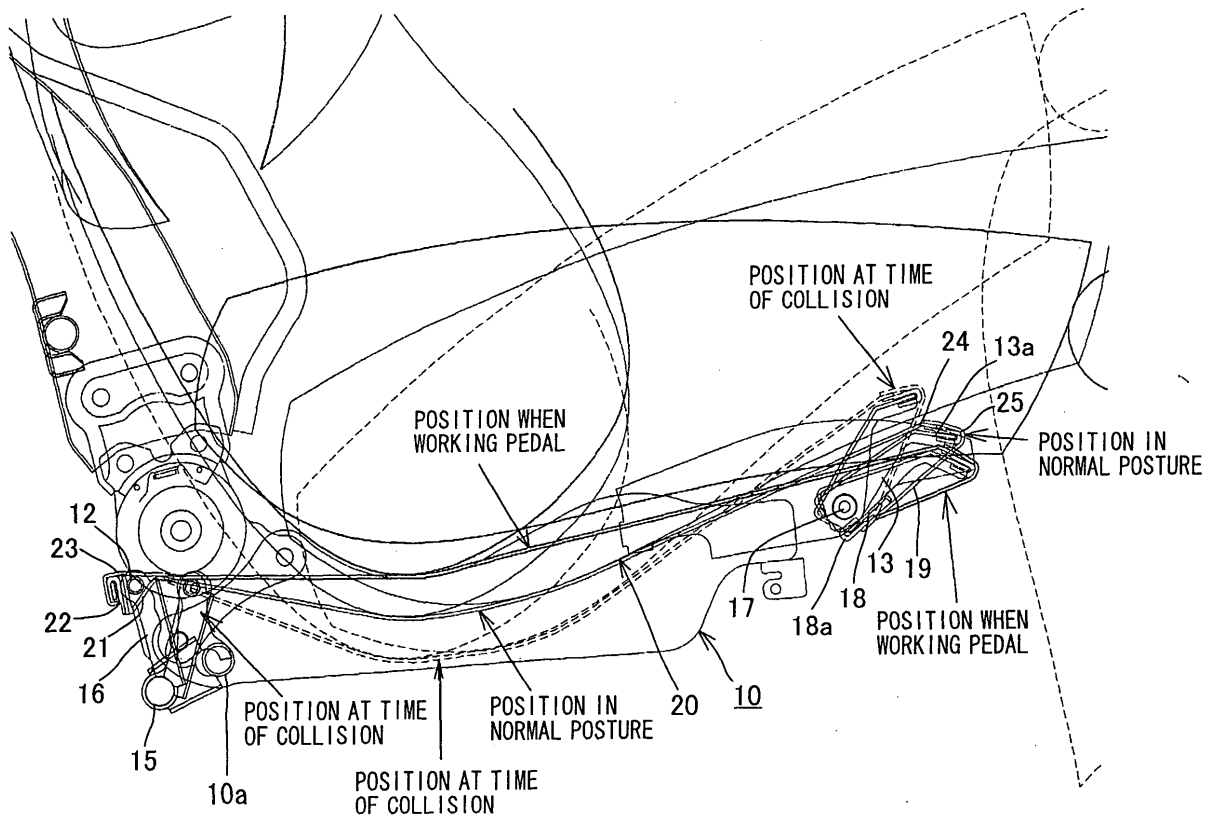 POSITION AT TIME
OF COLLISION
24
13a
25
POSITION IN
NORMAL POSTURE
POSITION WHEN
WORKING PEDAL
12
23
22
21
16
15
10a
POSITION AT TIME
OF COLLISION
POSITION AT TIME
OF COLLISION
POSITION IN
NORMAL POSTURE
20
10
17
18a
18
13
19
POSITION WHEN
WORKING PEDAL